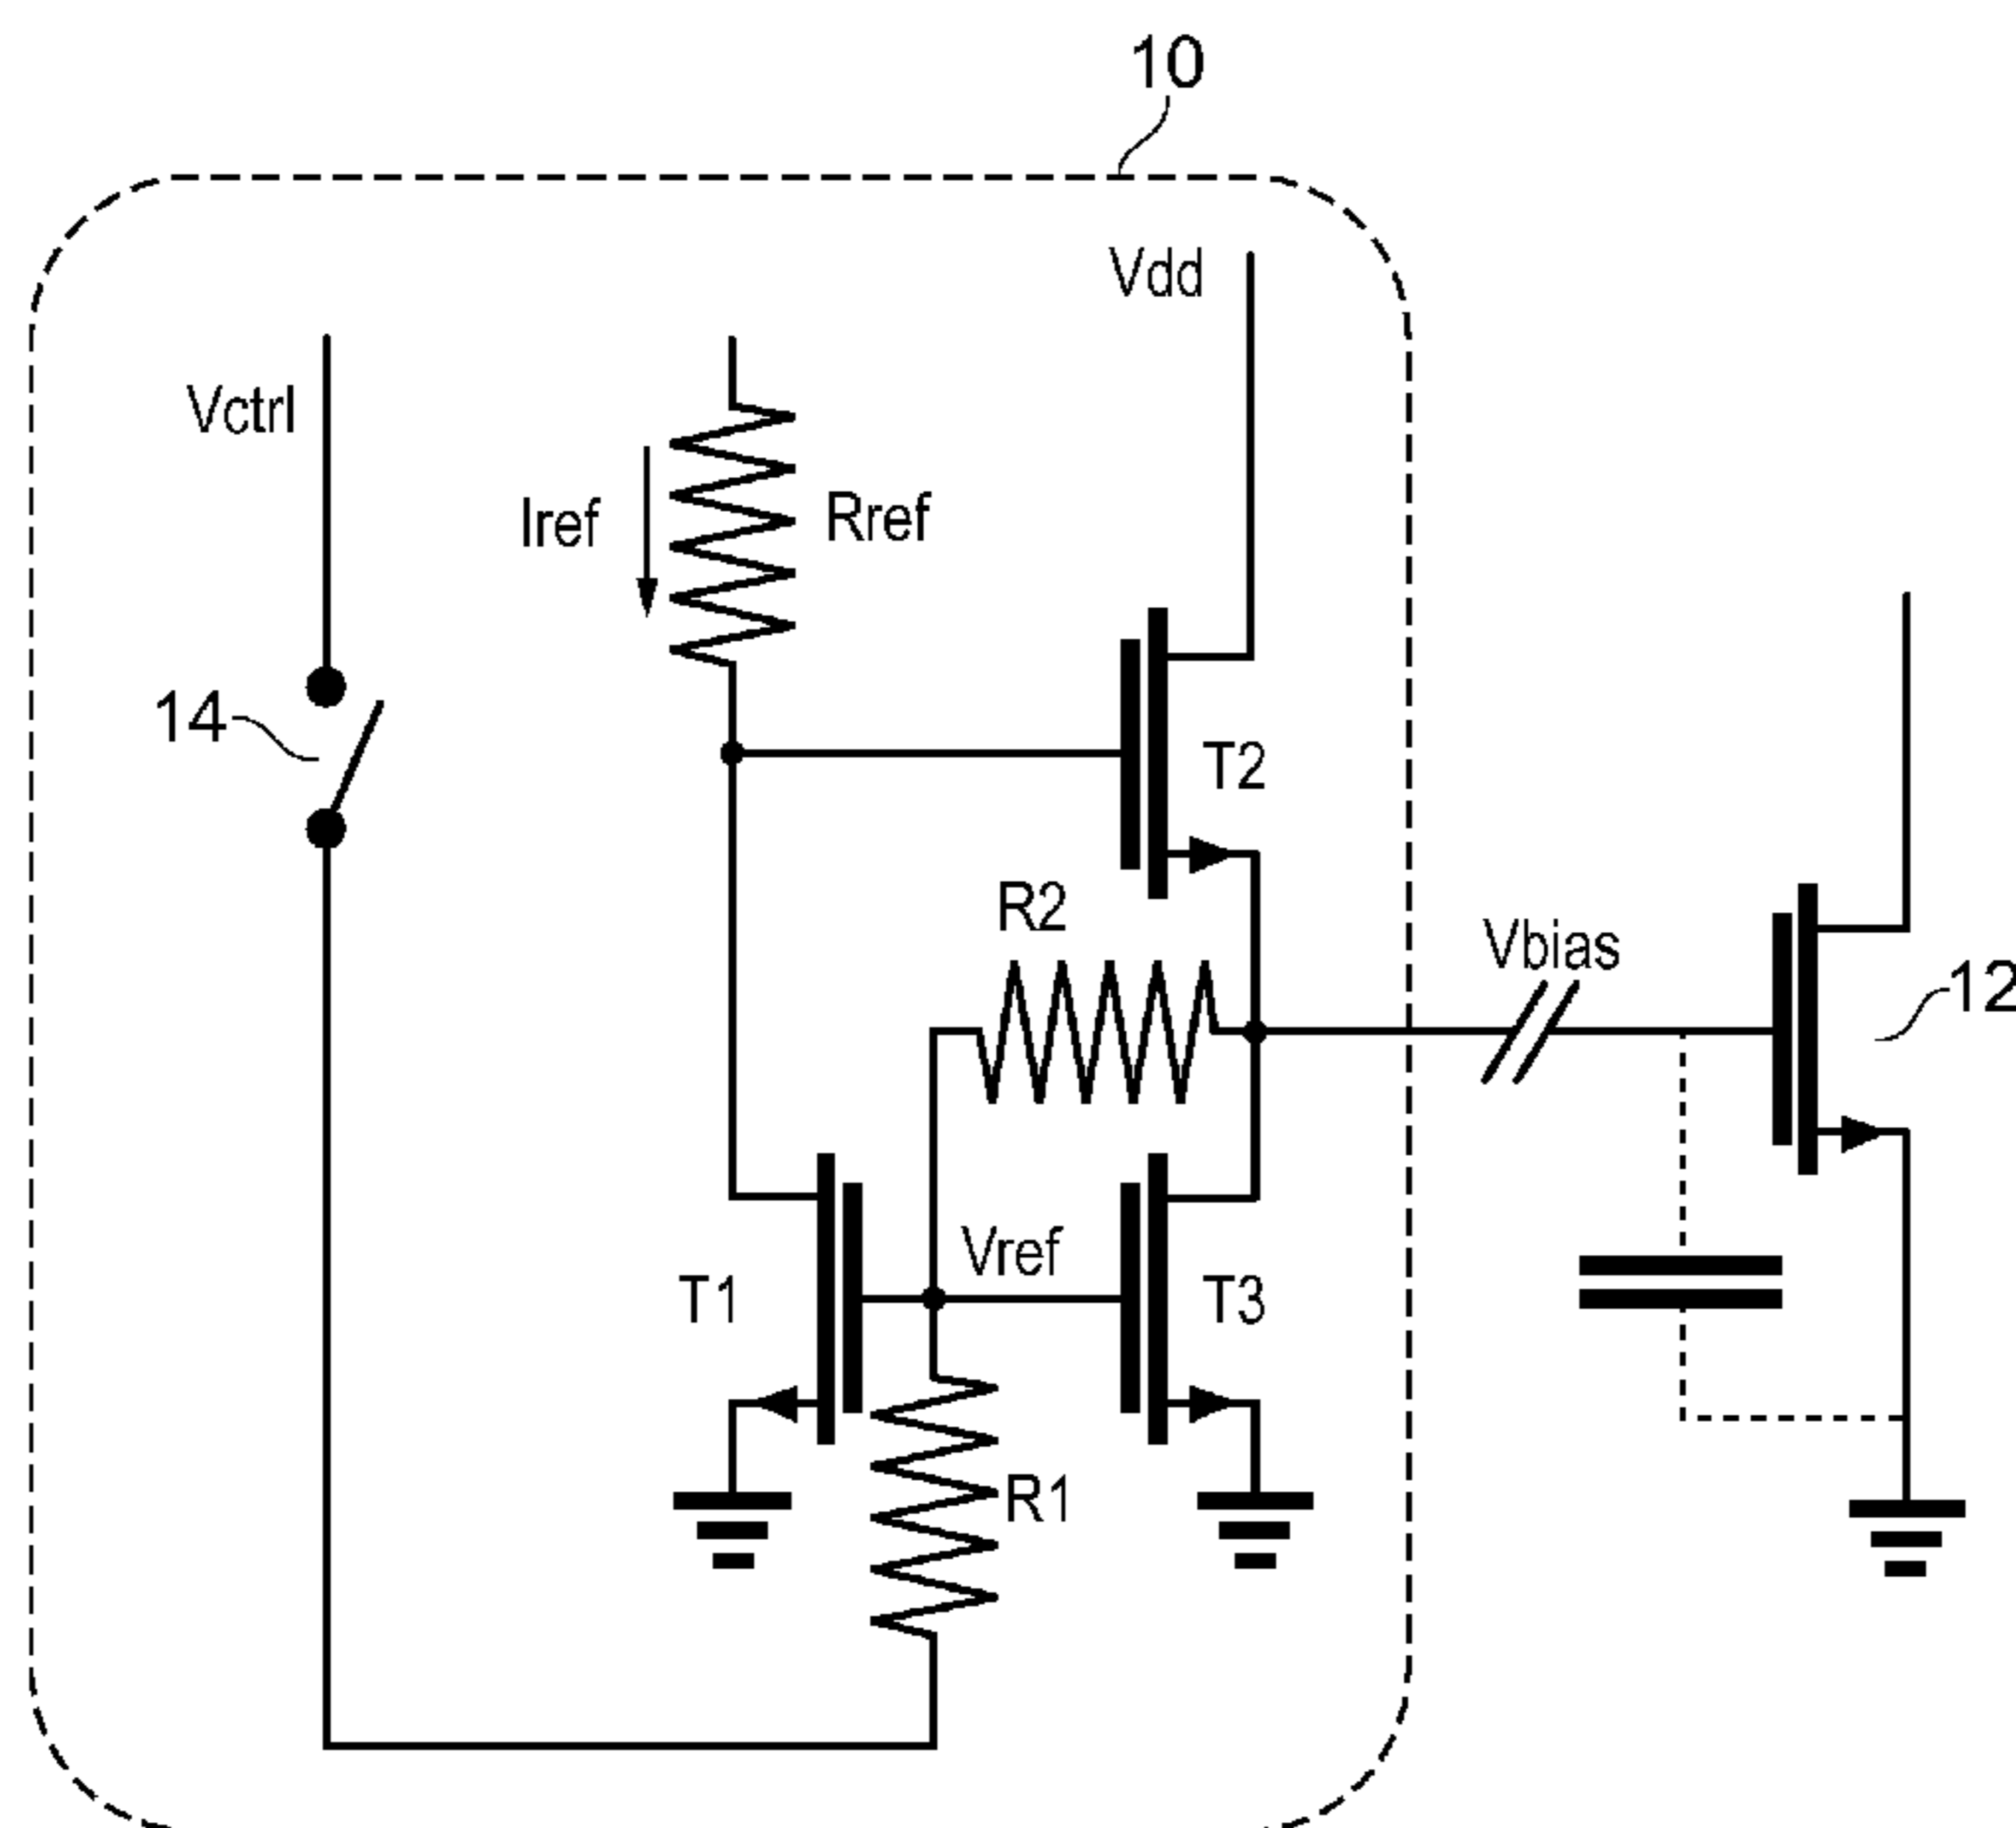 10
Vdd
Vctrl
Iref
Rref
14
T2
R2
Vbias
12
Vref
T1
T3
R1